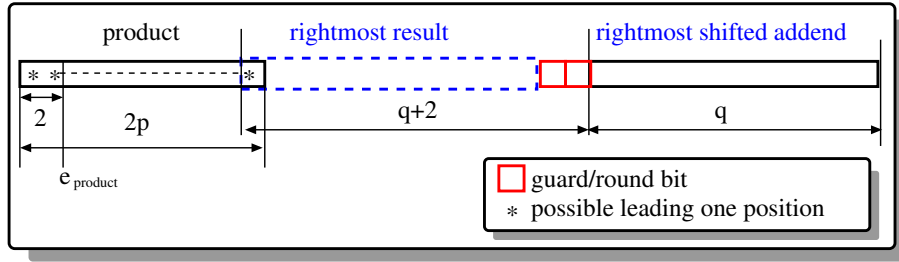 product rightmost result rightmost shifted addend
* * *
2 2p q+2 q
e product
guard/round bit
* possible leading one position